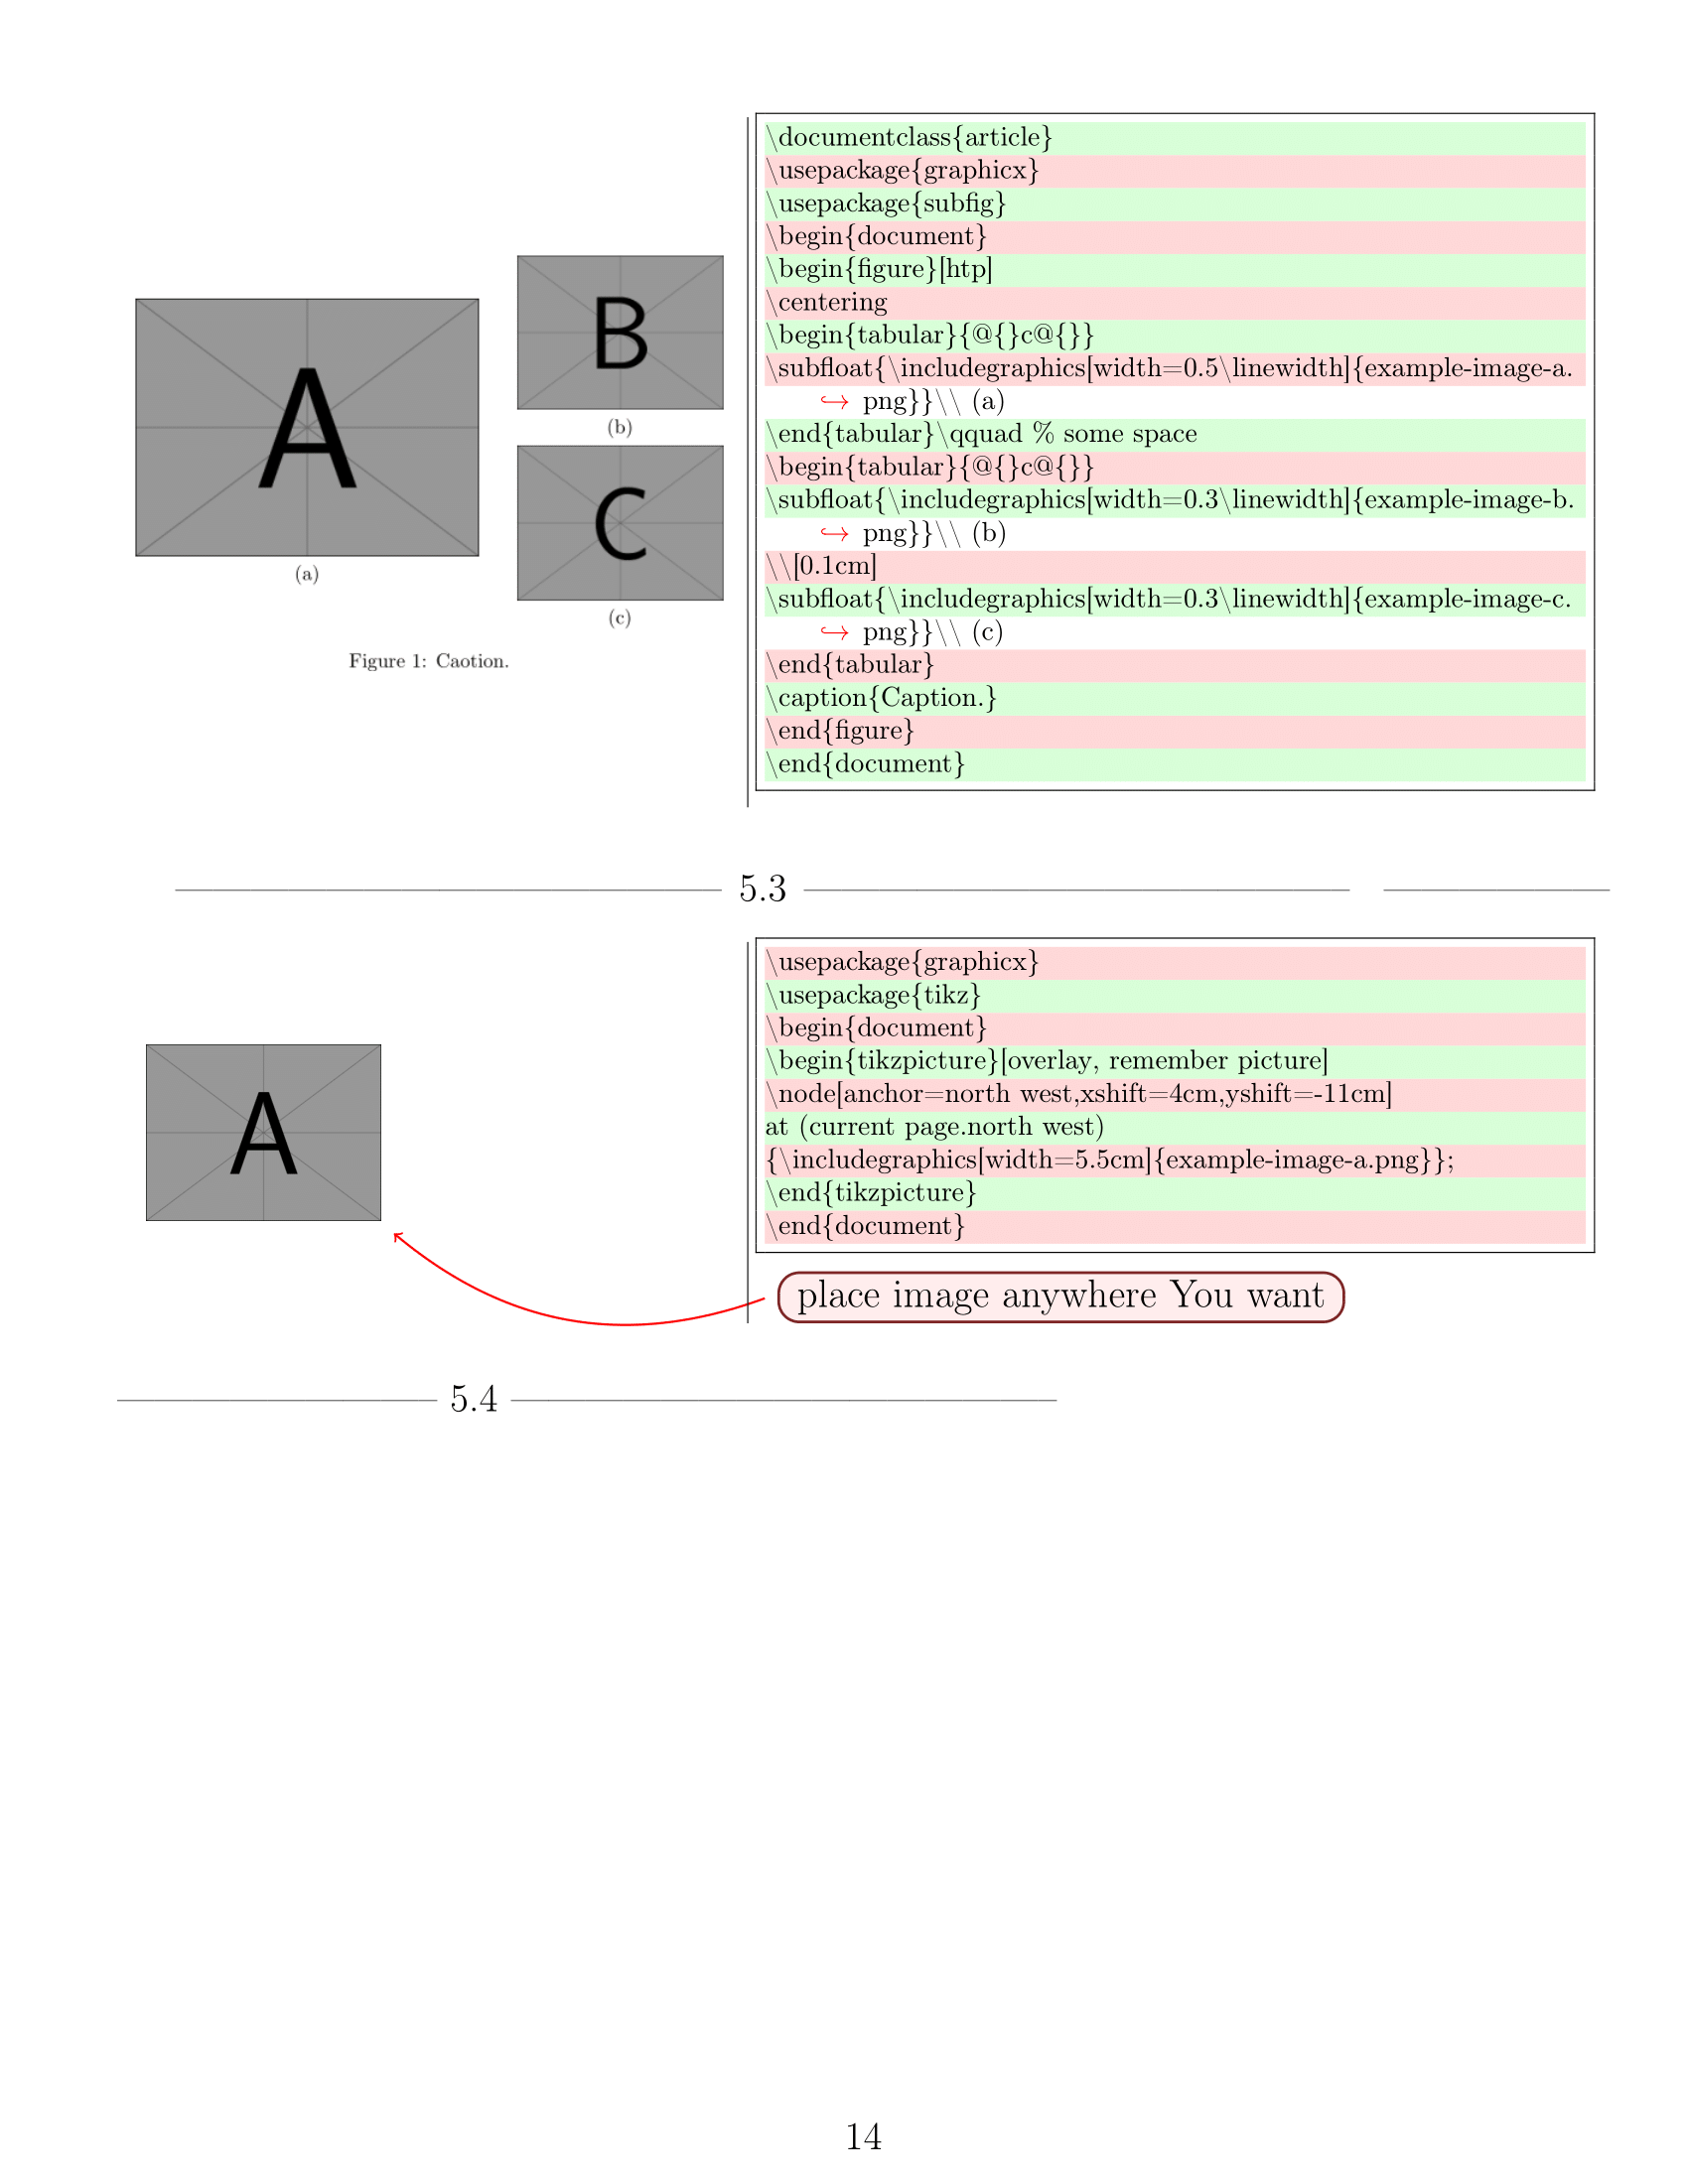 A
(a)
B
(b)
C
(c)
Figure 1: Caotion.
\documentclass{article}
\usepackage{graphicx}
\usepackage{subfig}
\begin{document}
\begin{figure}[htp]
\centering
\begin{tabular}{@{}c@{}}
\subfloat{\includegraphics[width=0.5\linewidth]{example-image-a.
↪ png}}\\ (a)
\end{tabular}\qquad % some space
\begin{tabular}{@{}c@{}}
\subfloat{\includegraphics[width=0.3\linewidth]{example-image-b.
↪ png}}\\ (b)
\\[0.1cm]
\subfloat{\includegraphics[width=0.3\linewidth]{example-image-c.
↪ png}}\\ (c)
\end{tabular}
\caption{Caption.}
\end{figure}
\end{document}
5.3
A
\usepackage{graphicx}
\usepackage{tikz}
\begin{document}
\begin{tikzpicture}[overlay, remember picture]
\node[anchor=north west,xshift=4cm,yshift=-11cm]
at (current page.north west)
{\includegraphics[width=5.5cm]{example-image-a.png}};
\end{tikzpicture}
\end{document}
place image anywhere You want
5.4
14